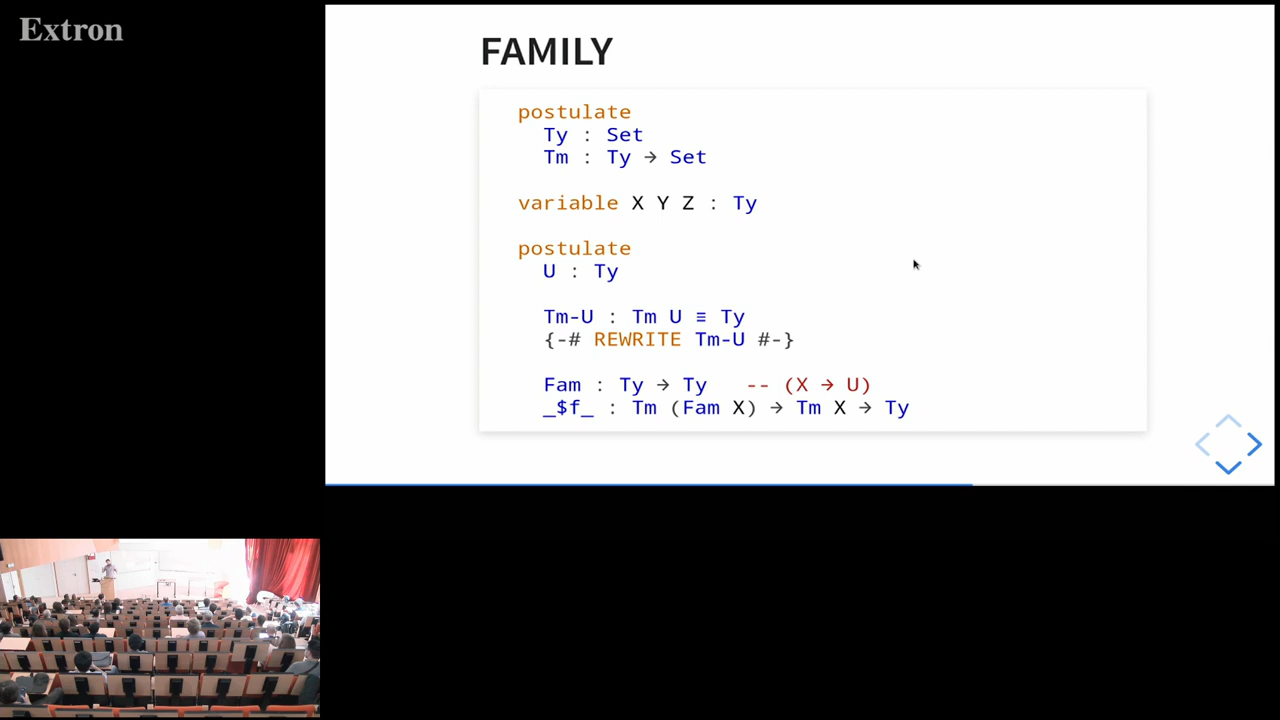 Extron
FAMILY
postulate
Ty : Set
Tm : Ty → Set
variable X Y Z : Ty
postulate
U : Ty
Tm-U : Tm U ≡ Ty
{-# REWRITE Tm-U #-}
Fam : Ty → Ty -- (X → U)
_$f_ : Tm (Fam X) → Tm X → Ty